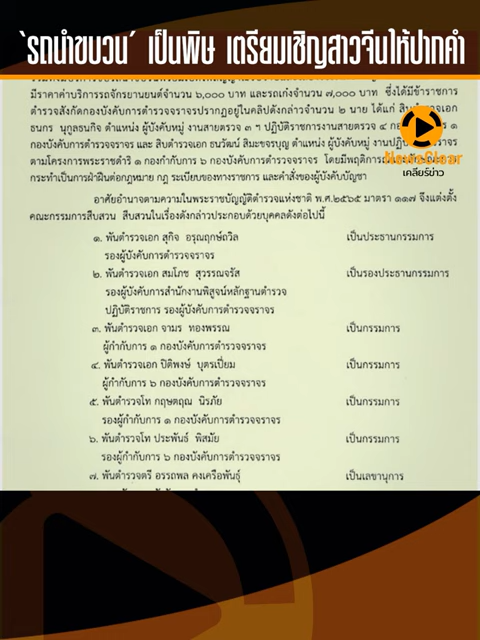 'รถนำขบวน' เป็นพิษ เตรียมเชิญสาวจีนให้ปากคำ
มีราคาค่าบริการรถจักรยานยนต์จำนวน ๖,๐๐๐ บาท และรถเก๋งจำนวน ๗,๐๐๐ บาท ซึ่งได้มีข้าราชการ
ตำรวจสังกัดกองบังคับการตำรวจจราจรปรากฏอยู่ในคลิปดังกล่าวจำนวน ๒ นาย ได้แก่ สิบตำรวจเอก
ธนกร นุกูลธนกิจ ตำแหน่ง ผู้บังคับหมู่ งานสายตรวจ ๓ ฯ ปฏิบัติราชการงานสายตรวจ ๔ ๑
กองบังคับการตำรวจจราจร และ สิบตำรวจเอก ธนวัฒน์ สิมะขจรบุญ ตำแหน่ง ผู้บังคับหมู่ งาน จราจร
ตามโครงการพระราชดำริ ๑ กองกำกับการ ๖ กองบังคับการตำรวจจราจร โดยมีพฤติการณ์
กระทำเป็นการฝ่าฝืนต่อกฎหมาย กฎ ระเบียบของทางราชการ และคำสั่งของผู้บังคับบัญชา
News Clear
เคลียร์ข่าว
อาศัยอำนาจตามความในพระราชบัญญัติตำรวจแห่งชาติ พ.ศ.๒๕๖๕ มาตรา ๑๑๗ จึงแต่งตั้ง
คณะกรรมการสืบสวน สืบสวนในเรื่องดังกล่าวประกอบด้วยบุคคลดังต่อไปนี้
๑. พันตำรวจเอก สุกิจ อรุณฤกษ์ถวิล เป็นประธานกรรมการ
รองผู้บังคับการตำรวจจราจร
๒. พันตำรวจเอก สมโภช สุวรรณจรัส เป็นรองประธานกรรมการ
รองผู้บังคับการสำนักงานพิสูจน์หลักฐานตำรวจ
ปฏิบัติราชการ รองผู้บังคับการตำรวจจราจร
๓. พันตำรวจเอก จามร ทองพรรณ เป็นกรรมการ
ผู้กำกับการ ๑ กองบังคับการตำรวจจราจร
๔. พันตำรวจเอก ปิติพงษ์ บุตรเปี่ยม เป็นกรรมการ
ผู้กำกับการ ๖ กองบังคับการตำรวจจราจร
๕. พันตำรวจโท กฤษตฤณ นิรภัย เป็นกรรมการ
รองผู้กำกับการ ๑ กองบังคับการตำรวจจราจร
๖. พันตำรวจโท ประพันธ์ พิสมัย เป็นกรรมการ
รองผู้กำกับการ ๖ กองบังคับการตำรวจจราจร
๗. พันตำรวจตรี อรรถพล คงเครือพันธุ์ เป็นเลขานุการ